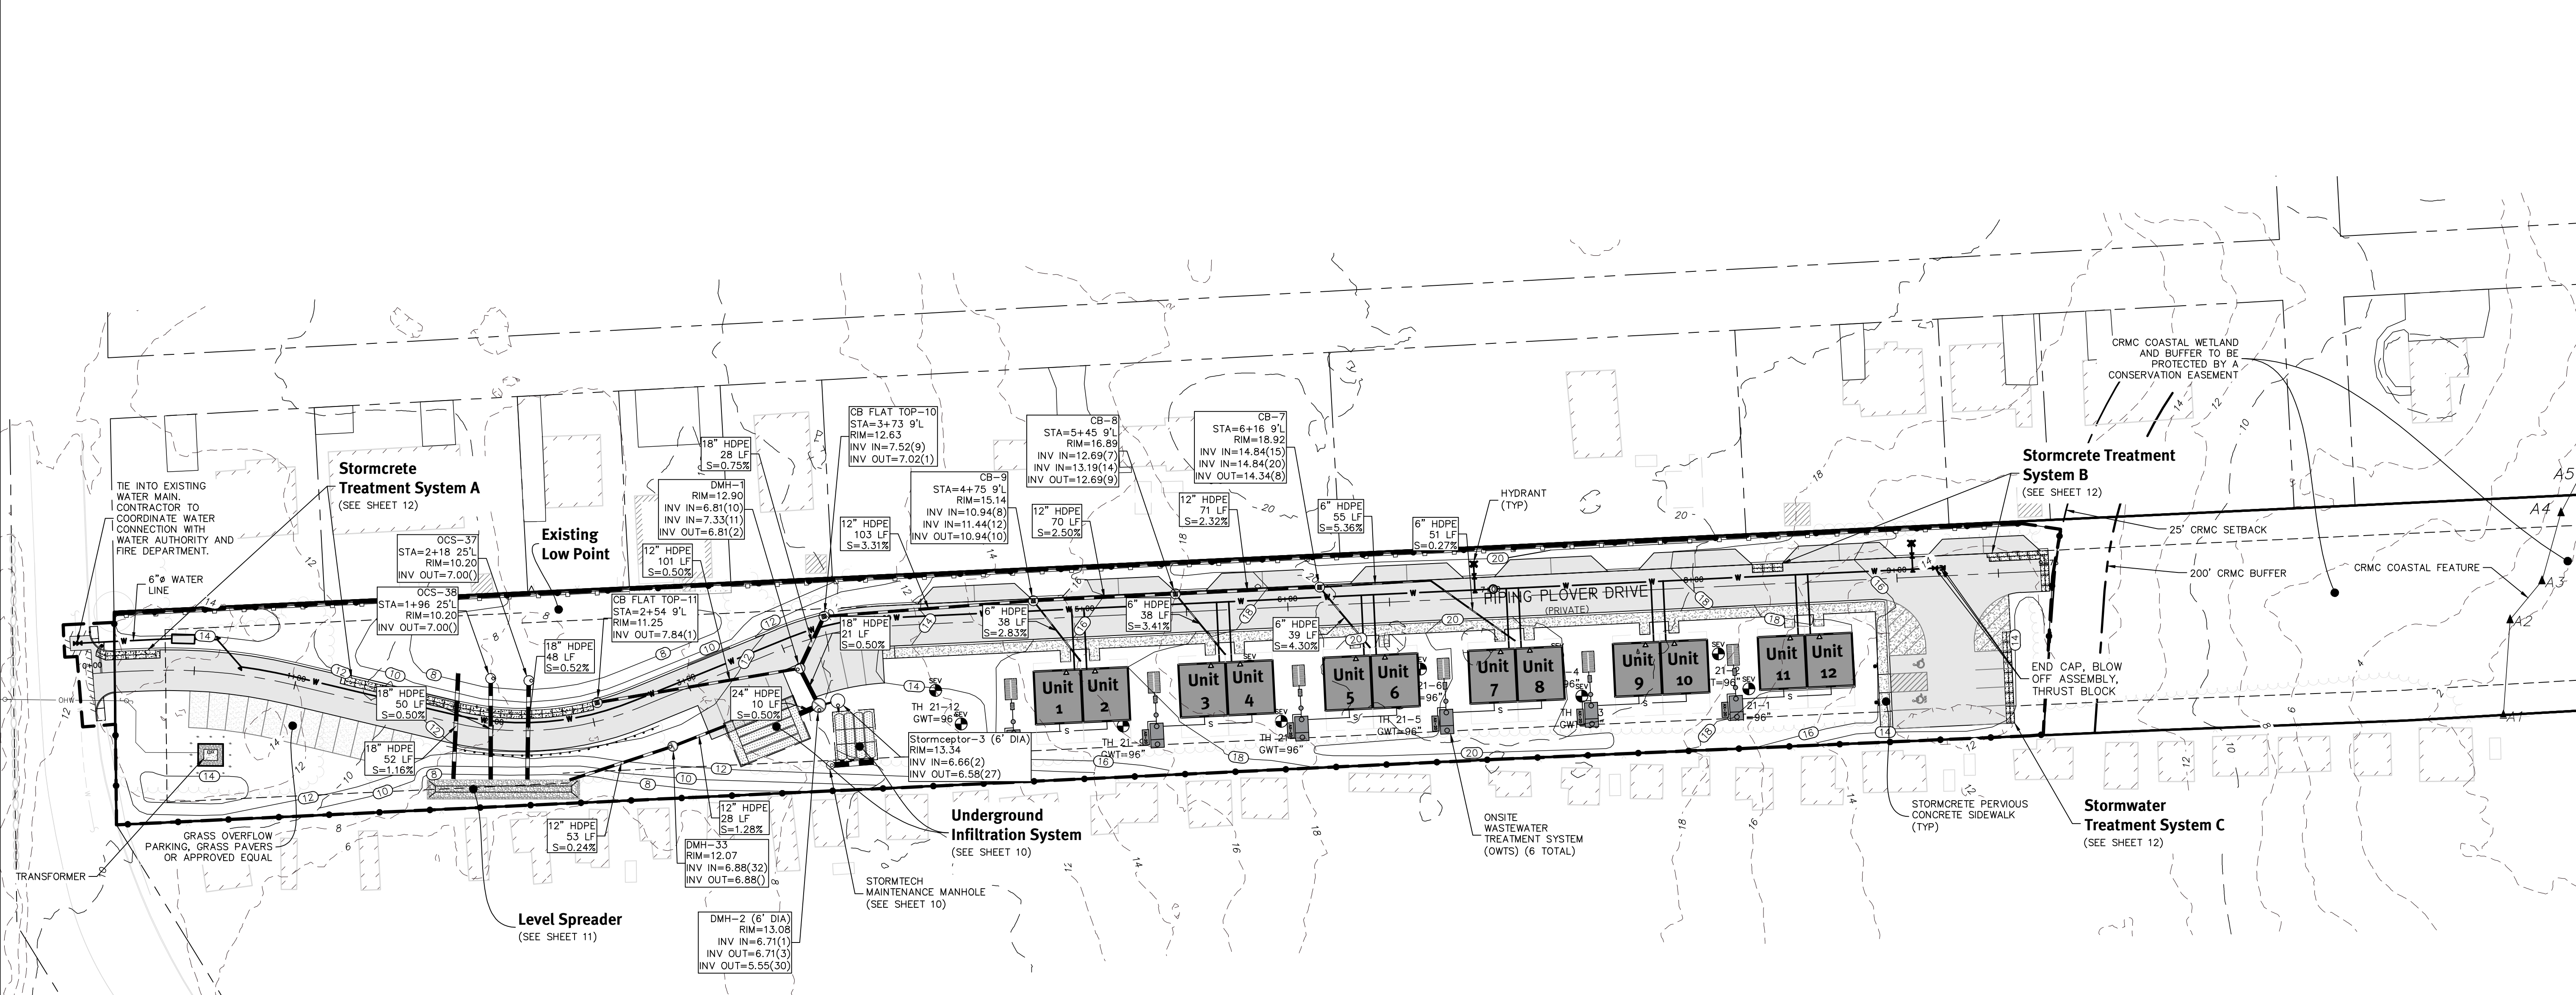 TIE INTO EXISTING
WATER MAIN.
CONTRACTOR TO
COORDINATE WATER
CONNECTION WITH
WATER AUTHORITY AND
FIRE DEPARTMENT.
6"ø WATER
LINE
Stormcrete
Treatment System A
(SEE SHEET 12)
OCS-37
STA=2+18 25'L
RIM=10.20
INV OUT=7.00()
OCS-38
STA=1+96 25'L
RIM=10.20
INV OUT=7.00()
Existing
Low Point
18" HDPE
48 LF
S=0.52%
CB FLAT TOP-11
STA=2+54 9'L
RIM=11.25
INV OUT=7.84(1)
12" HDPE
101 LF
S=0.50%
DMH-1
RIM=12.90
INV IN=6.81(10)
INV IN=7.33(11)
INV OUT=6.81(2)
18" HDPE
28 LF
S=0.75%
CB FLAT TOP-10
STA=3+73 9'L
RIM=12.63
INV IN=7.52(9)
INV OUT=7.02(1)
12" HDPE
103 LF
S=3.31%
CB-9
STA=4+75 9'L
RIM=15.14
INV IN=10.94(8)
INV IN=11.44(12)
INV OUT=10.94(10)
12" HDPE
70 LF
S=2.50%
CB-8
STA=5+45 9'L
RIM=16.89
INV IN=12.69(7)
INV IN=13.19(14)
INV OUT=12.69(9)
12" HDPE
71 LF
S=2.32%
CB-7
STA=6+16 9'L
RIM=18.92
INV IN=14.84(15)
INV IN=14.84(20)
INV OUT=14.34(8)
6" HDPE
55 LF
S=5.36%
6" HDPE
51 LF
S=0.27%
HYDRANT
(TYP)
PIPING PLOVER DRIVE
(PRIVATE)
CRMC COASTAL WETLAND
AND BUFFER TO BE
PROTECTED BY A
CONSERVATION EASEMENT
Stormcrete Treatment
System B
(SEE SHEET 12)
25' CRMC SETBACK
200' CRMC BUFFER
CRMC COASTAL FEATURE
A5
A4
A3
A2
A1
END CAP, BLOW
OFF ASSEMBLY,
THRUST BLOCK
18" HDPE
21 LF
S=0.50%
6" HDPE
38 LF
S=2.83%
6" HDPE
38 LF
S=3.41%
6" HDPE
39 LF
S=4.30%
Unit
1
Unit
2
Unit
3
Unit
4
Unit
5
Unit
6
Unit
7
Unit
8
Unit
9
Unit
10
Unit
11
Unit
12
TH 21-12
GWT=96"
TH 21-5
GWT=96"
GWT=96"
18" HDPE
50 LF
S=0.50%
18" HDPE
52 LF
S=1.16%
24" HDPE
10 LF
S=0.50%
Stormceptor-3 (6' DIA)
RIM=13.34
INV IN=6.66(2)
INV OUT=6.58(27)
TRANSFORMER
GRASS OVERFLOW
PARKING, GRASS PAVERS
OR APPROVED EQUAL
Level Spreader
(SEE SHEET 11)
12" HDPE
53 LF
S=0.24%
12" HDPE
28 LF
S=1.28%
DMH-33
RIM=12.07
INV IN=6.88(32)
INV OUT=6.88()
DMH-2 (6' DIA)
RIM=13.08
INV IN=6.71(1)
INV OUT=6.71(3)
INV OUT=5.55(30)
STORMTECH
MAINTENANCE MANHOLE
(SEE SHEET 10)
Underground
Infiltration System
(SEE SHEET 10)
ONSITE
WASTEWATER
TREATMENT SYSTEM
(OWTS) (6 TOTAL)
STORMCRETE PERVIOUS
CONCRETE SIDEWALK
(TYP)
Stormwater
Treatment System C
(SEE SHEET 12)